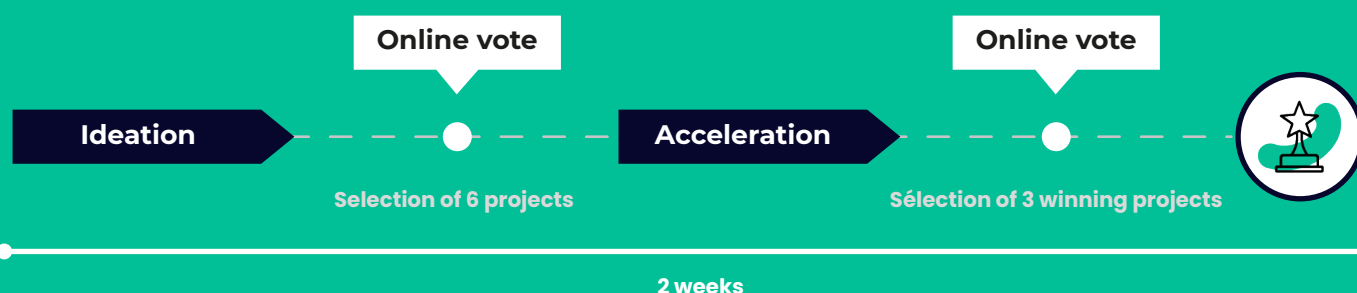 Online vote
Online vote
Ideation
Acceleration
Selection of 6 projects
Sélection of 3 winning projects
2 weeks